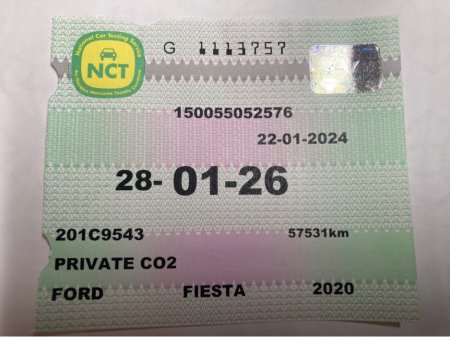 National Car Testing Service
NCT
G 1113757
150055052576
22-01-2024
28-01-26
201C9543 57531km
PRIVATE CO2
FORD FIESTA 2020